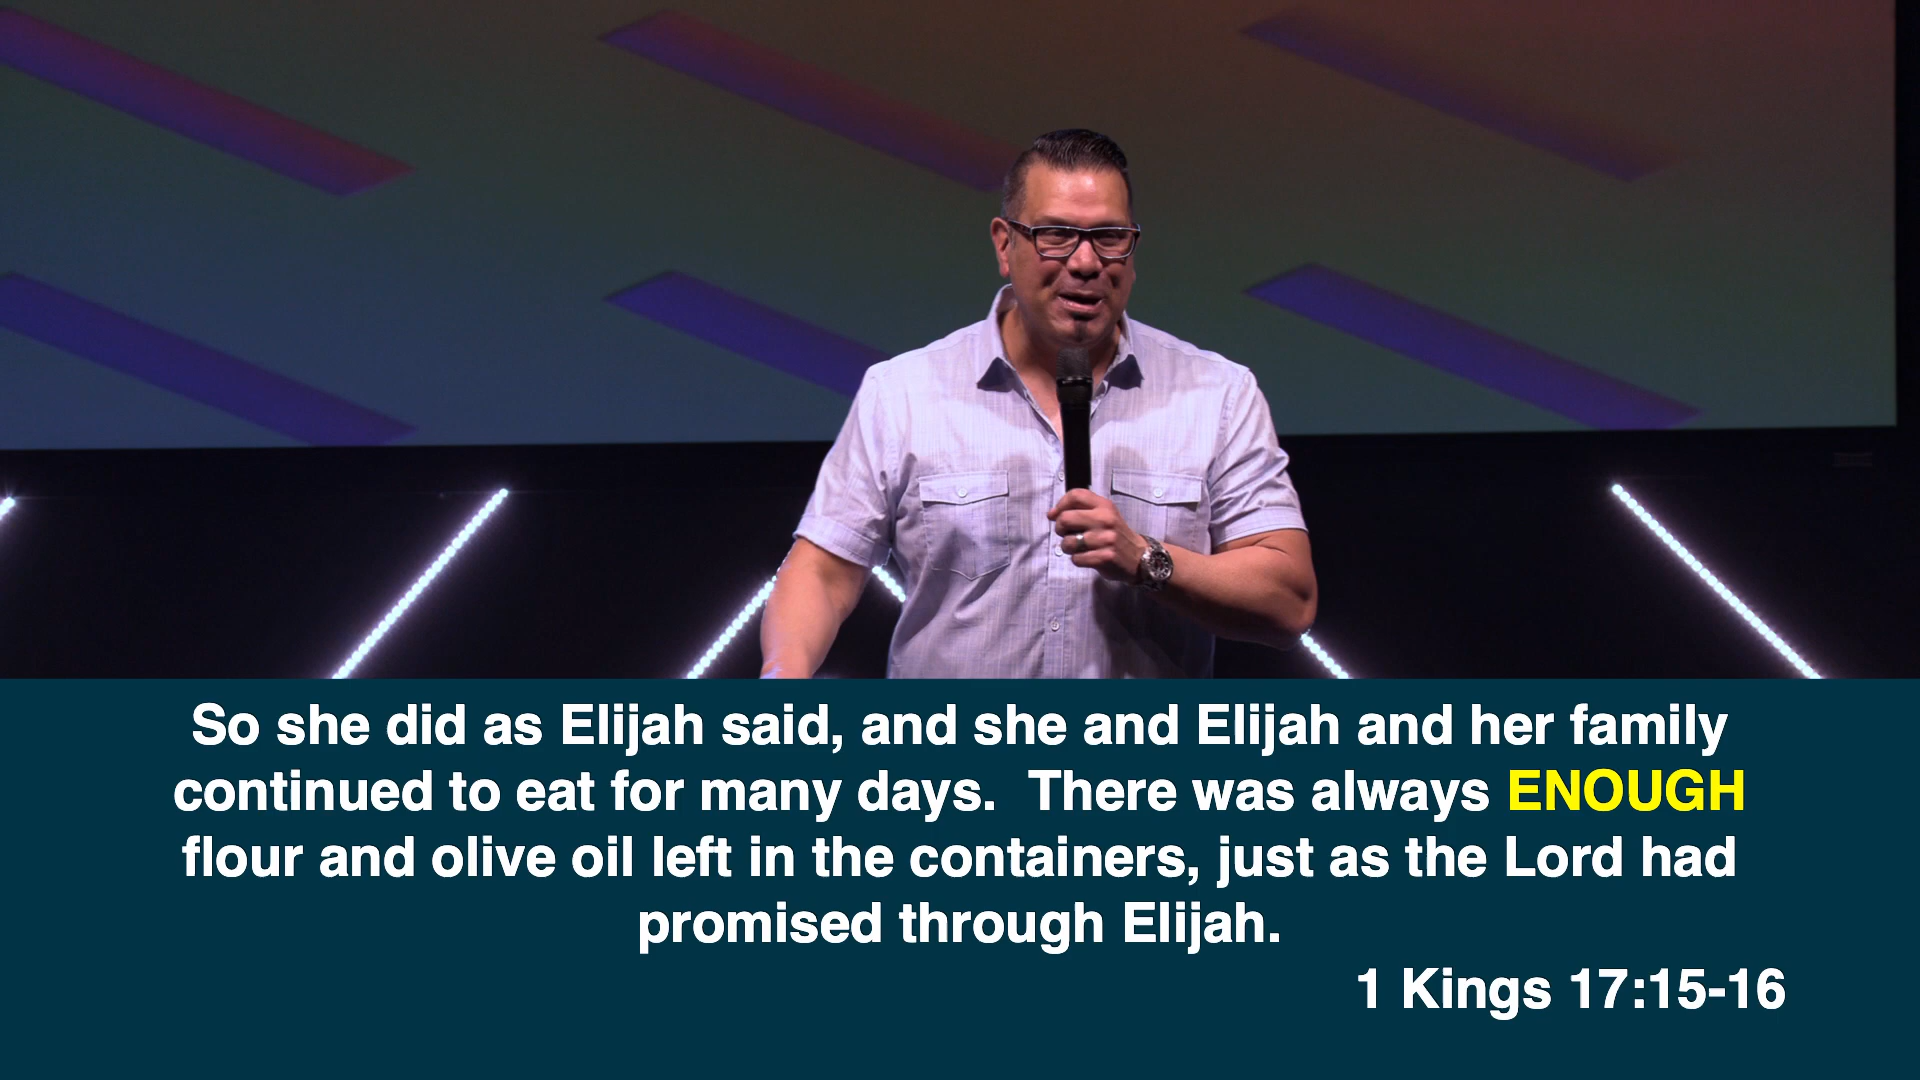 So she did as Elijah said, and she and Elijah and her family
continued to eat for many days.  There was always ENOUGH
flour and olive oil left in the containers, just as the Lord had
promised through Elijah.
1 Kings 17:15-16